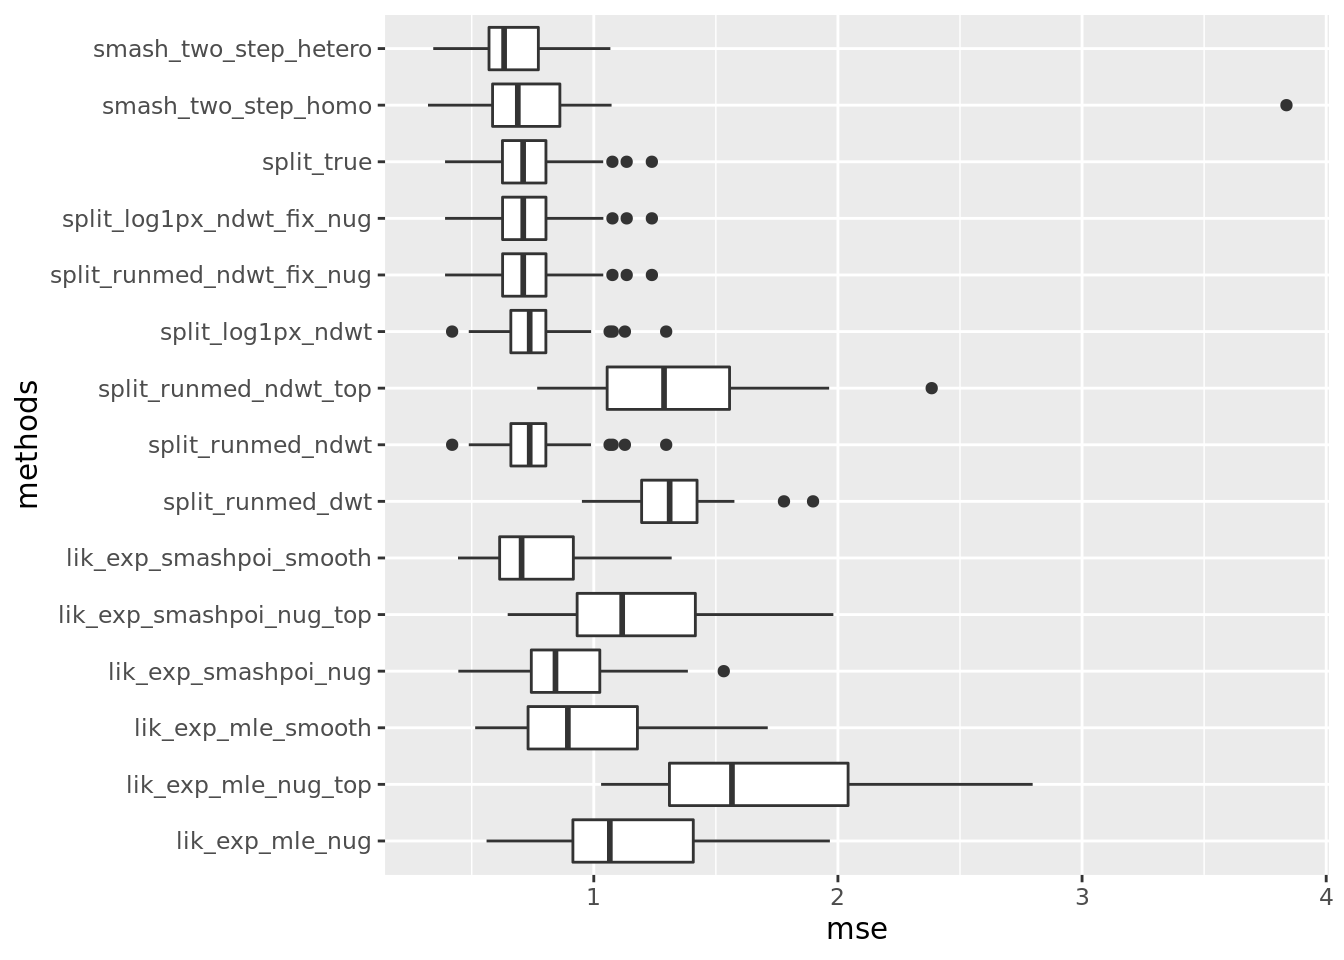 smash_two_step_hetero
smash_two_step_homo
split_true
split_log1px_ndwt_fix_nug
split_runmed_ndwt_fix_nug
split_log1px_ndwt
split_runmed_ndwt_top
split_runmed_ndwt
split_runmed_dwt
lik_exp_smashpoi_smooth
lik_exp_smashpoi_nug_top
lik_exp_smashpoi_nug
lik_exp_mle_smooth
lik_exp_mle_nug_top
lik_exp_mle_nug
methods
1 2 3 4
mse